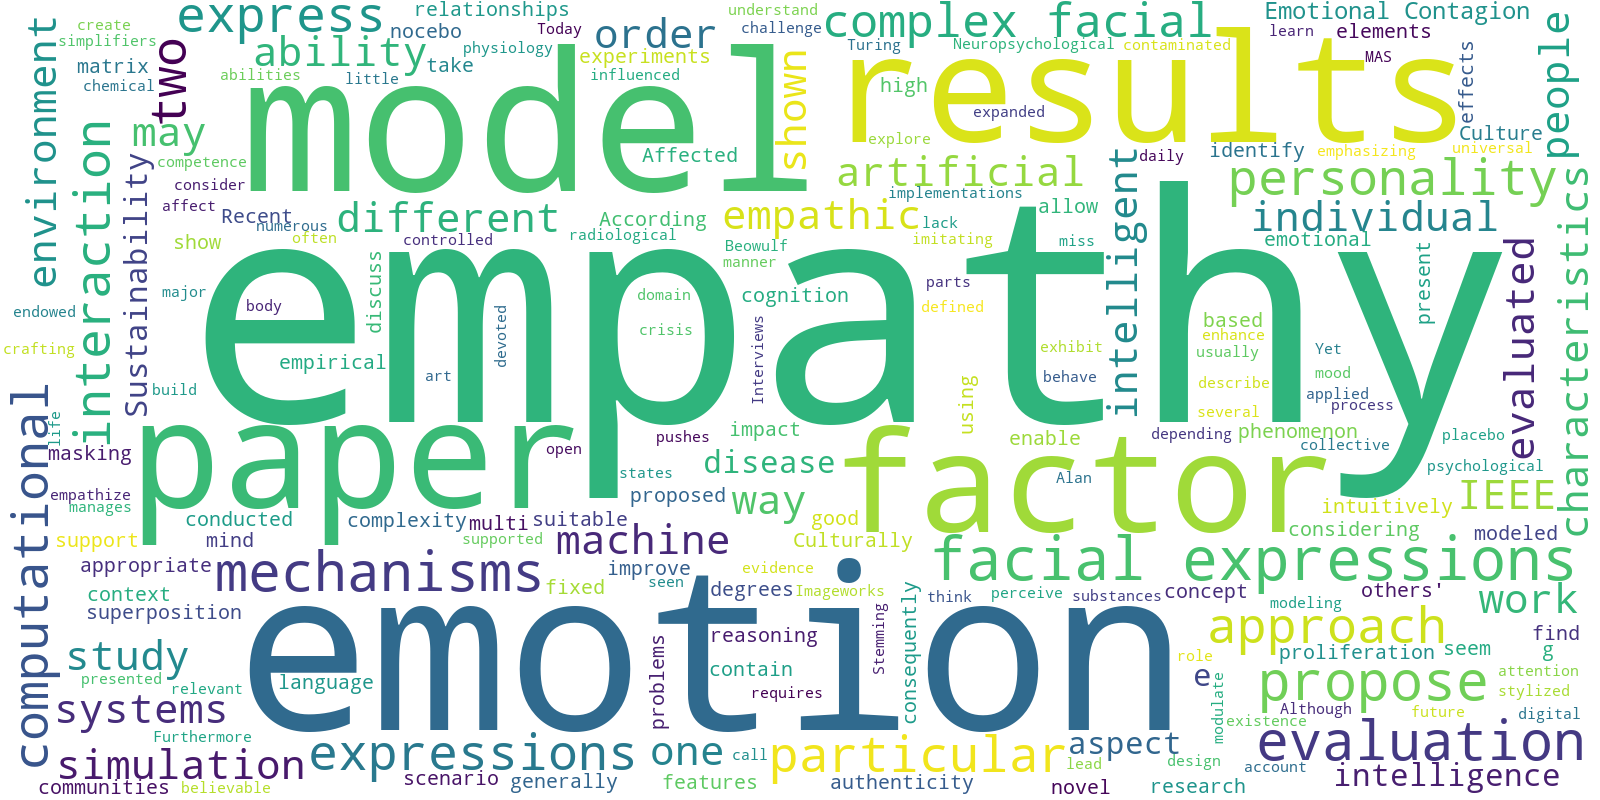 create
express
relationships
understand
complex facial
Emotional Contagion
simplifiers
two
nocebo
Today
order
challenge
learn
elements
people
environment
ability
physiology
experiments
Turing
Neuropsychological
contaminated
matrix
take
model
results
MAS
effects
chemical
abilities
little
influenced
shown
high
expanded
Culture
may
explore
competence
Affected
daily
identify
emphasizing
universal
interaction
Sustainability
consider
artificial
intelligent
personality
characteristics
affect
Recent
numerous
different
According
empathic
implementations
lack
allow
individual
show
often
controlled
radiological
Beowulf
imitating
miss
emotional
evaluated
manner
discuss
empathy
major
body
domain
cognition
parts
defined
present
endowed
crisis
based
enhance
crafting
empirical
devoted
Interviews
exhibit
usually
Yet
art
behave
describe
mood
build
applied
computational
life
using
several
process
paper
pushes
impact
factor
enable
depending
phenomenon
collective
placebo
masking
open
disease
states
Alan
psychological
empathize
manages
proposed
way
intuitively
IEEE
conducted
complexity
multi
suitable
good
considering
modeled
support
mind
supported
machine
Culturally
facial expressions
appropriate
mechanisms
improve
evidence
context
fixed
seen
degrees
Imageworks
consequently
think
perceive
substances
concept
others'
work
superposition
emotion
modeling
Stemming
approach
study
problems
reasoning
find
presented
language
contain
role
proliferation
seem
g
relevant
requires
e
propose
attention
stylized
systems
modulate
Although
future
existence
digital
Furthermore
expressions
one
call
particular
aspect
evaluation
simulation
lead
design
account
communities
believable
scenario
generally
features
authenticity
novel
research
intelligence